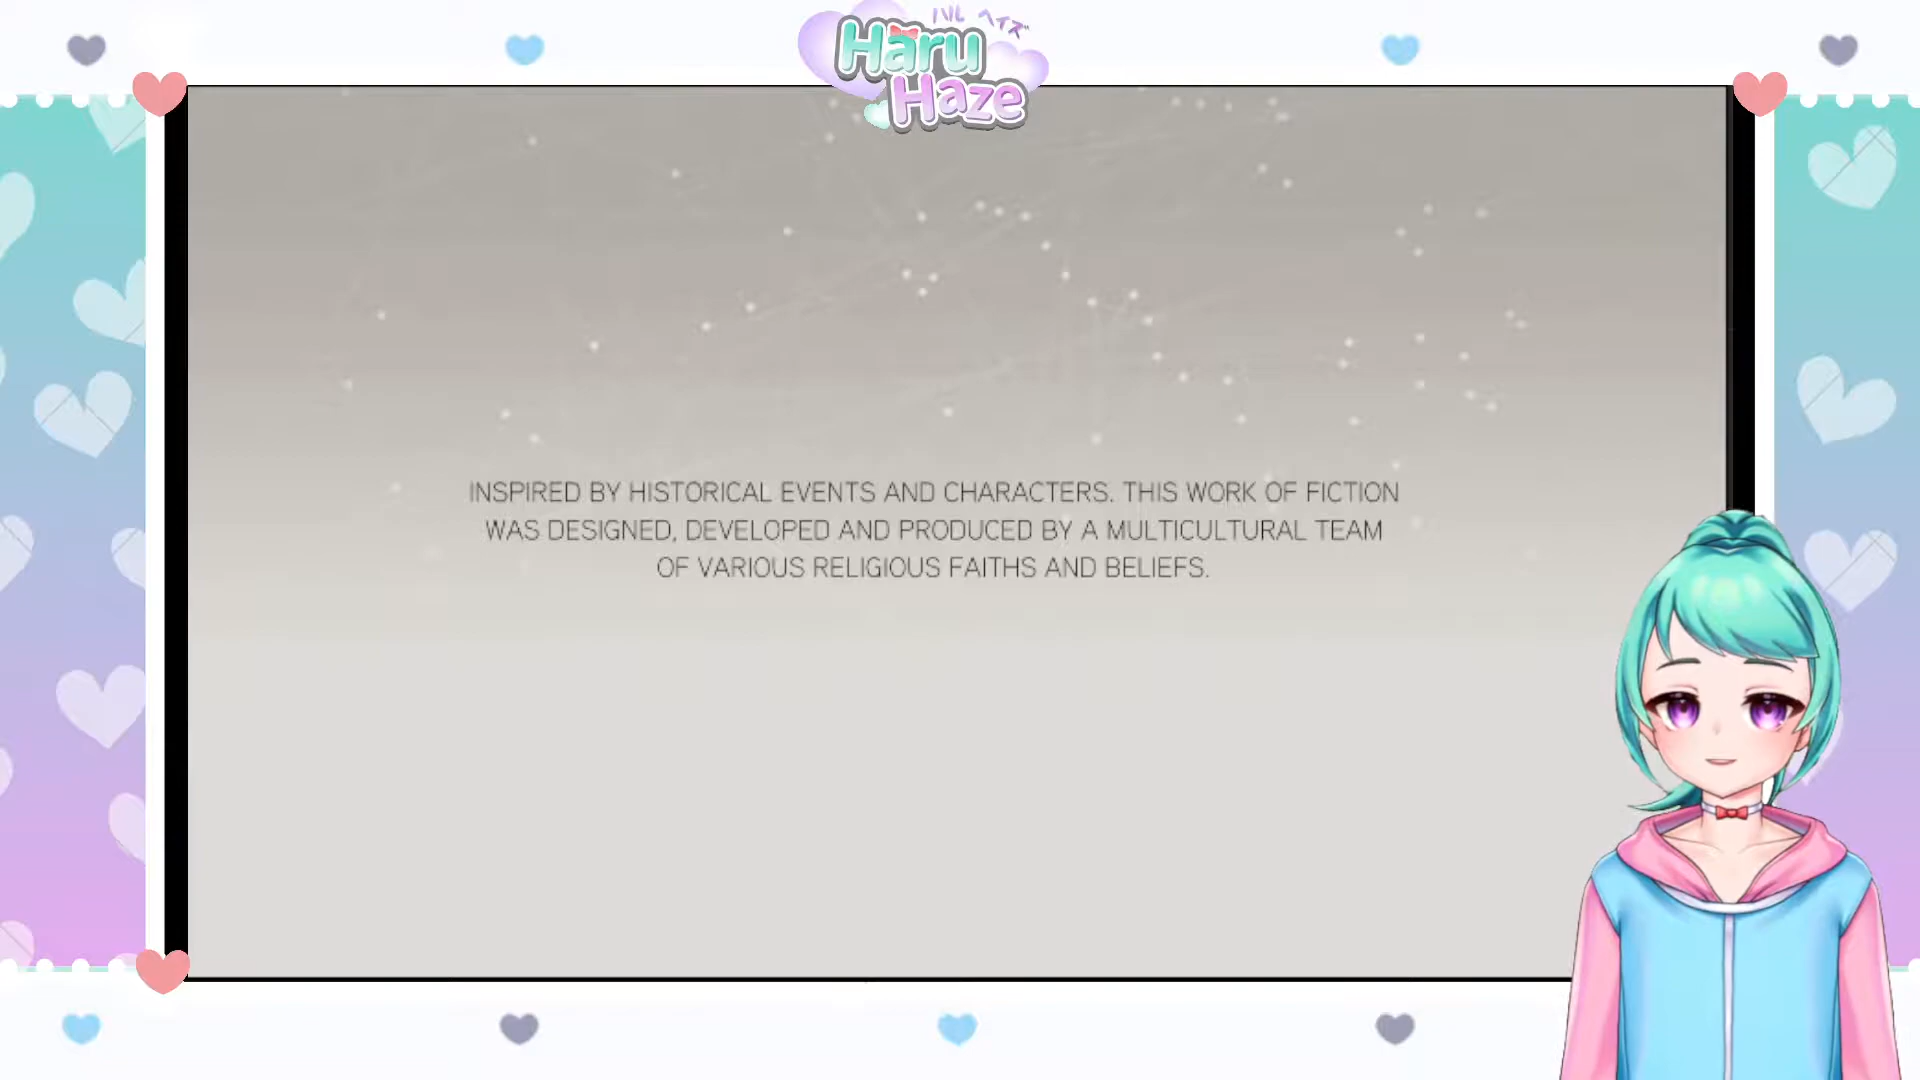 ハル ヘイズ
Haru
Haze
INSPIRED BY HISTORICAL EVENTS AND CHARACTERS. THIS WORK OF FICTION
WAS DESIGNED, DEVELOPED AND PRODUCED BY A MULTICULTURAL TEAM
OF VARIOUS RELIGIOUS FAITHS AND BELIEFS.